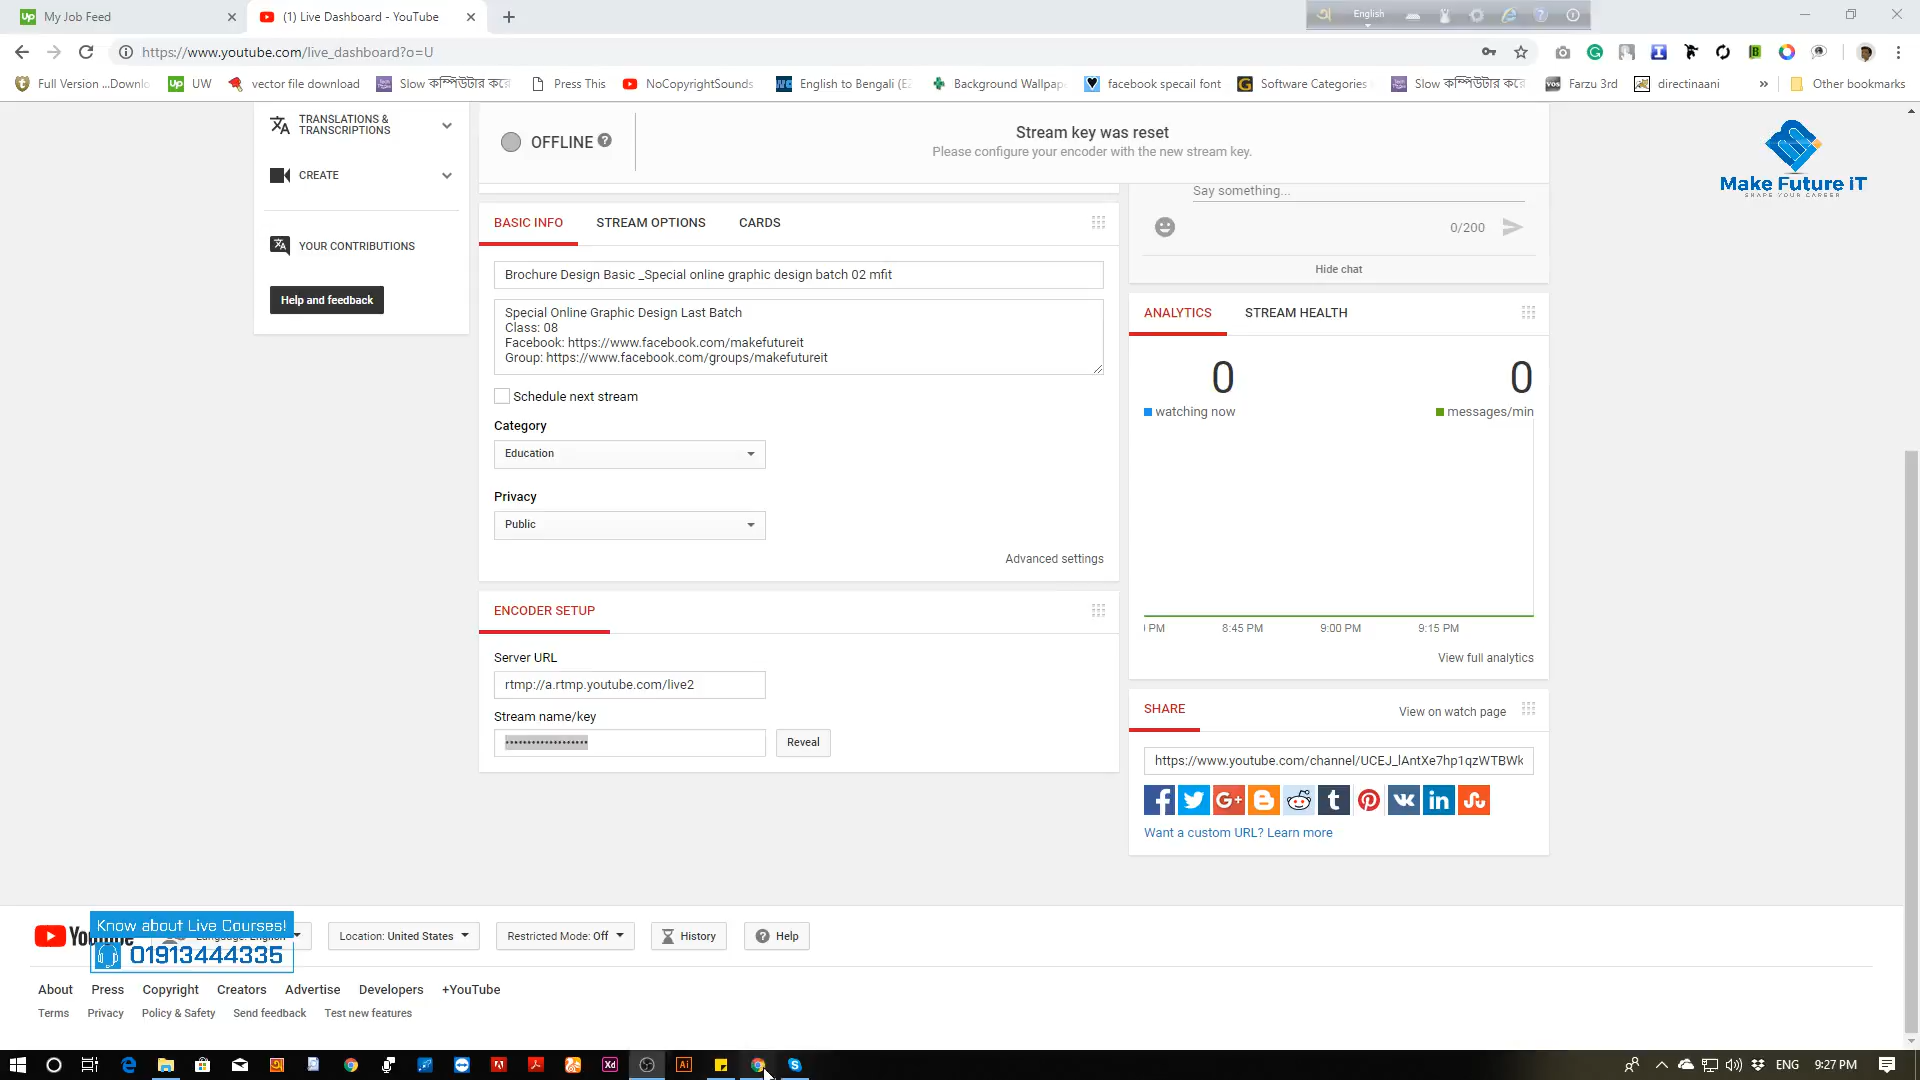 My Job Feed
(1) Live Dashboard - YouTube
English
https://www.youtube.com/live_dashboard?o=U
Full Version ...Downlo
UW
vector file download
Slow কম্পিউটার করে
Press This
NoCopyrightSounds
English to Bengali (E
Background Wallpap
facebook specail font
Software Categories
Slow কম্পিউটার করে
Farzu 3rd
directinaani
Other bookmarks
TRANSLATIONS &
TRANSCRIPTIONS
CREATE
YOUR CONTRIBUTIONS
Help and feedback
OFFLINE
Stream key was reset
Please configure your encoder with the new stream key.
BASIC INFO
STREAM OPTIONS
CARDS
Brochure Design Basic _Special online graphic design batch 02 mfit
Special Online Graphic Design Last Batch
Class: 08
Facebook: https://www.facebook.com/makefutureit
Group: https://www.facebook.com/groups/makefutureit
Schedule next stream
Category
Education
Privacy
Public
Advanced settings
ENCODER SETUP
Server URL
rtmp://a.rtmp.youtube.com/live2
Stream name/key
•••••••••••••••••••
Reveal
Say something...
0/200
Hide chat
ANALYTICS
STREAM HEALTH
0
0
watching now
messages/min
PM
8:45 PM
9:00 PM
9:15 PM
View full analytics
SHARE
View on watch page
https://www.youtube.com/channel/UCEJ_lAntXe7hp1qzWTBWk
Want a custom URL? Learn more
Make Future iT
SHAPE YOUR CAREER
Know about Live Courses!
01913444335
Location: United States
Restricted Mode: Off
History
Help
About
Press
Copyright
Creators
Advertise
Developers
+YouTube
Terms
Privacy
Policy & Safety
Send feedback
Test new features
ENG
9:27 PM